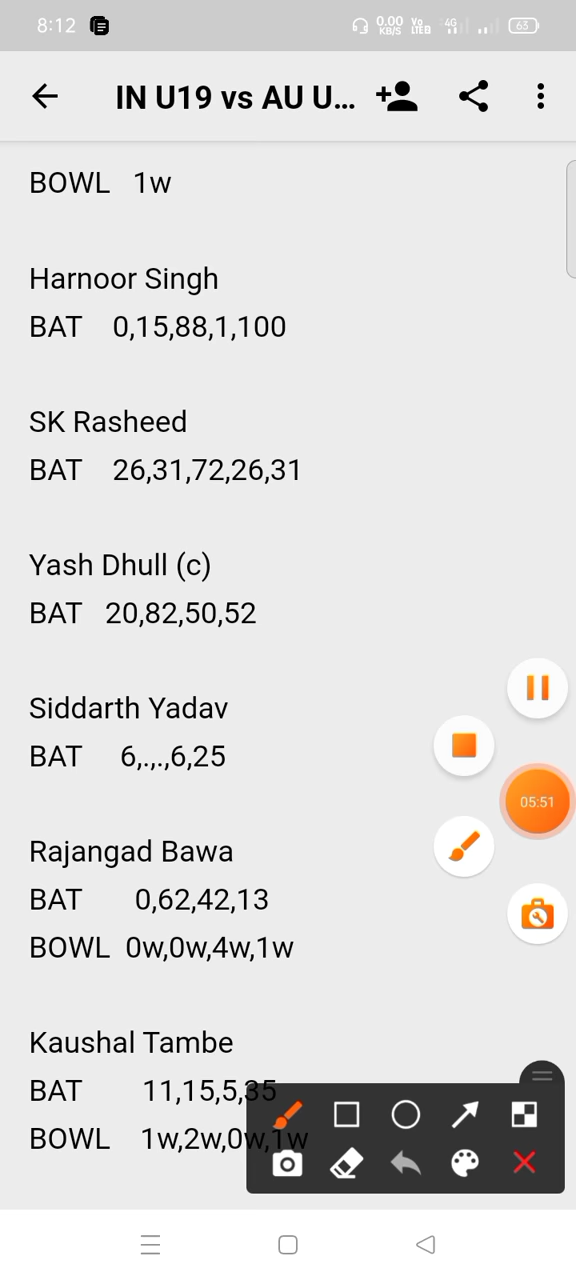 8:12
0.00 KB/S
Vo LTE
4G
63
IN U19 vs AU U...
BOWL 1w
Harnoor Singh
BAT 0,15,88,1,100
SK Rasheed
BAT 26,31,72,26,31
Yash Dhull (c)
BAT 20,82,50,52
Siddarth Yadav
BAT 6,.,.,6,25
05:51
Rajangad Bawa
BAT 0,62,42,13
BOWL 0w,0w,4w,1w
Kaushal Tambe
BAT 11,15,5,35
BOWL 1w,2w,0w,1w